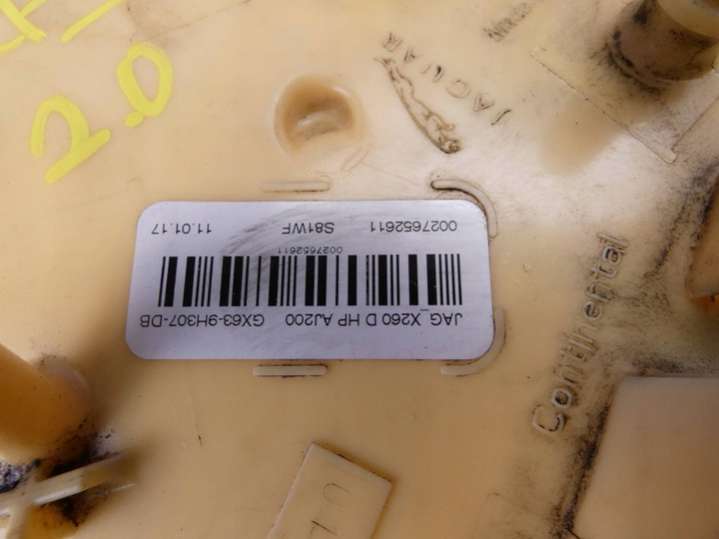 2.0
JAGUAR
JAG_X260 D HP AJ200 GX63-9H307-DB
0027652611
0027652611 S81WF 11.01.17
Continental